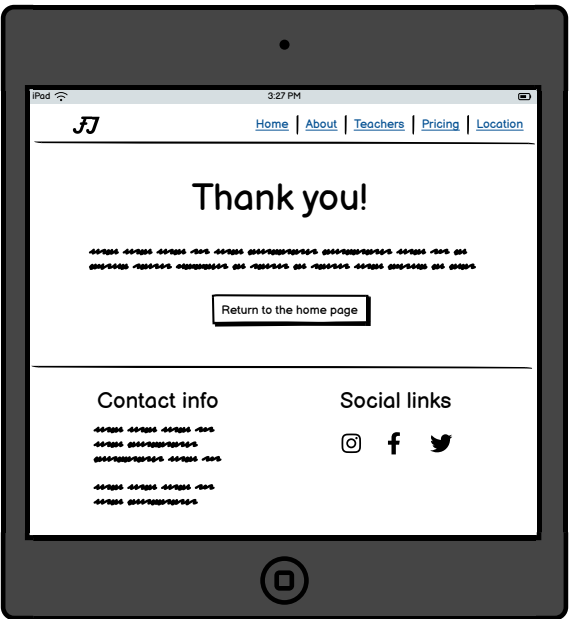 iPad 3:27 PM
FJ Home About Teachers Pricing Location
Thank you!
Return to the home page
Contact info Social links